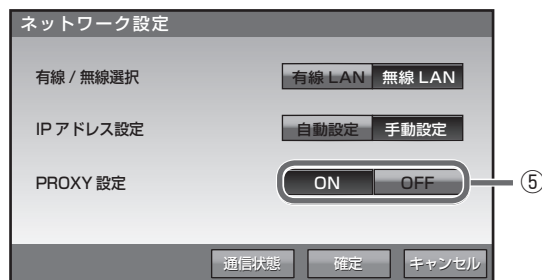 ネットワーク設定
有線 / 無線選択 有線 LAN 無線 LAN
IP アドレス設定 自動設定 手動設定
PROXY 設定 ON OFF ⑤
通信状態 確定 キャンセル